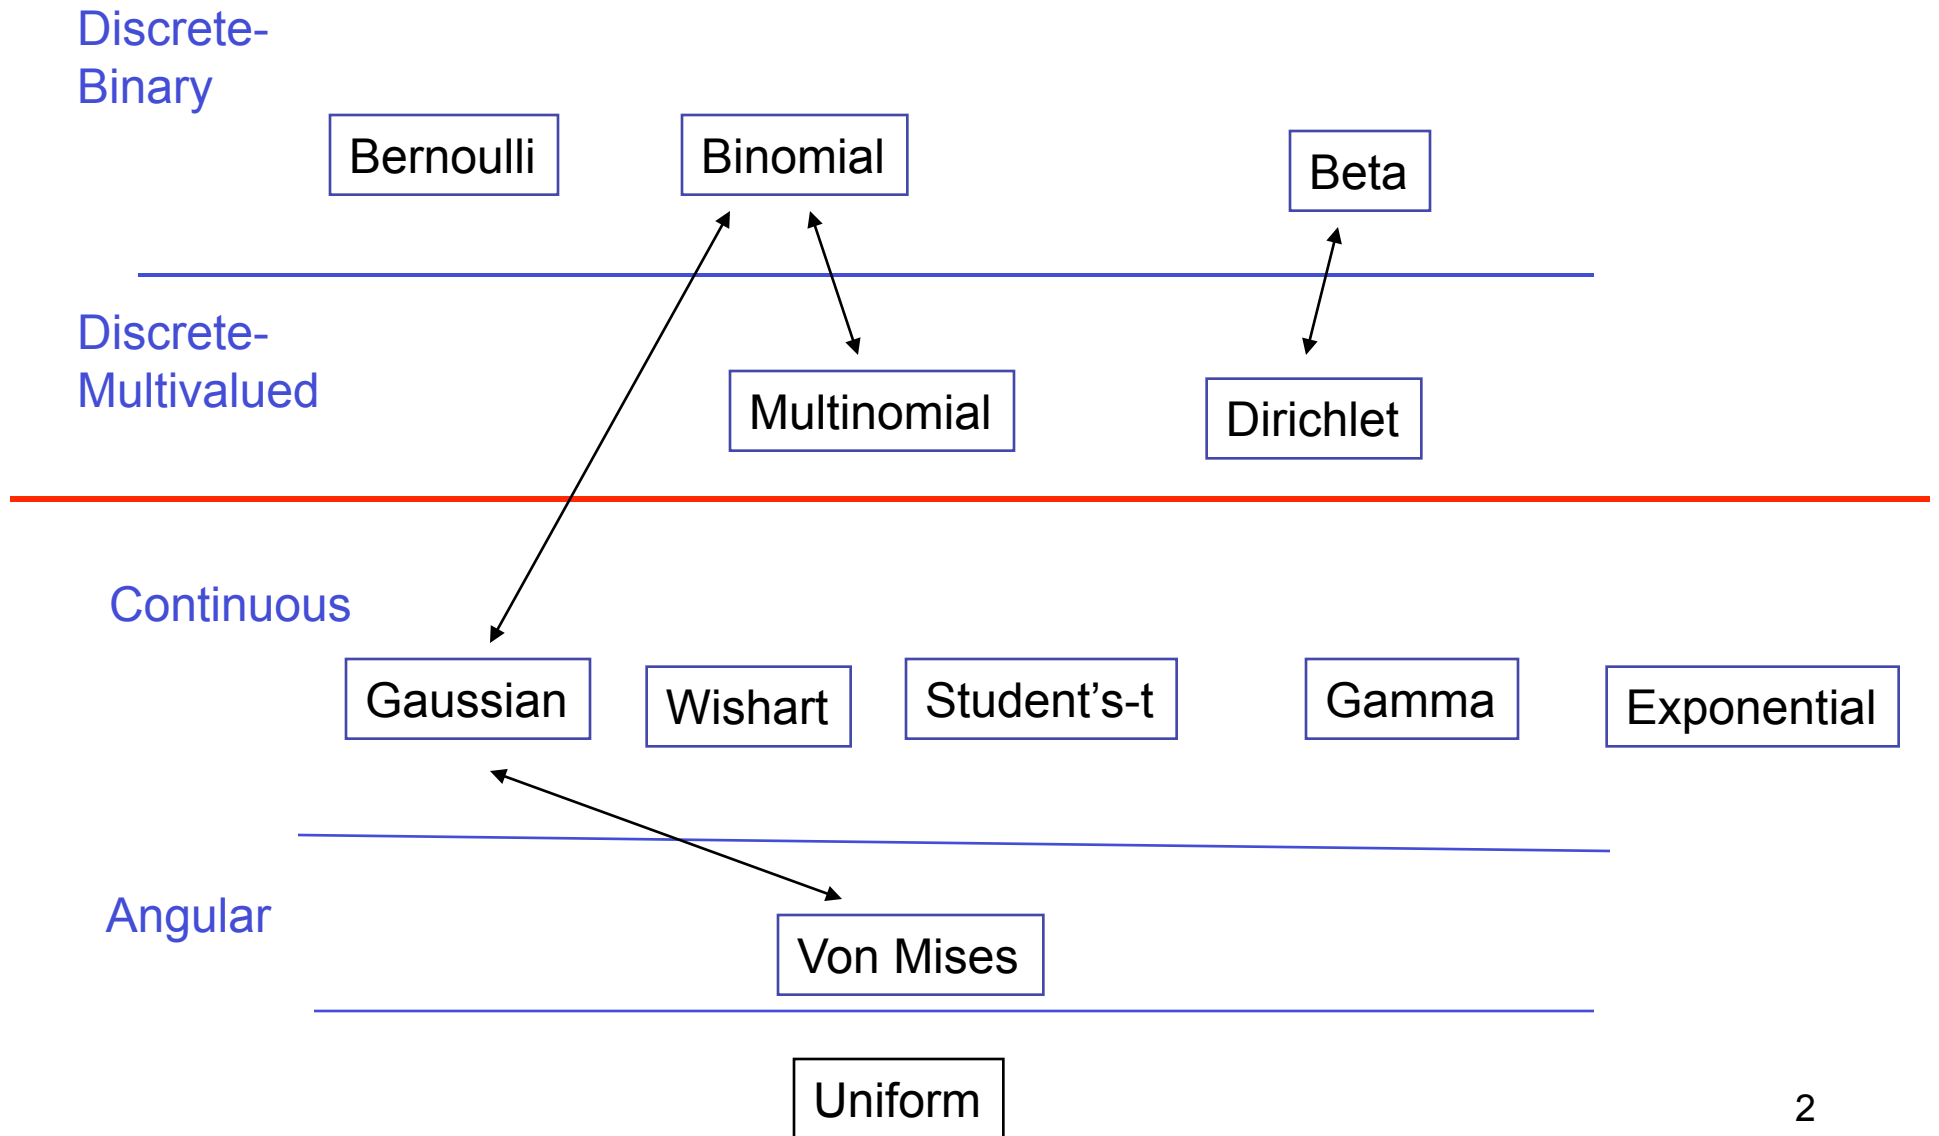 Discrete-
Binary
Bernoulli
Binomial
Beta
Discrete-
Multivalued
Multinomial
Dirichlet
Continuous
Gaussian
Wishart
Student’s-t
Gamma
Exponential
Angular
Von Mises
Uniform
2